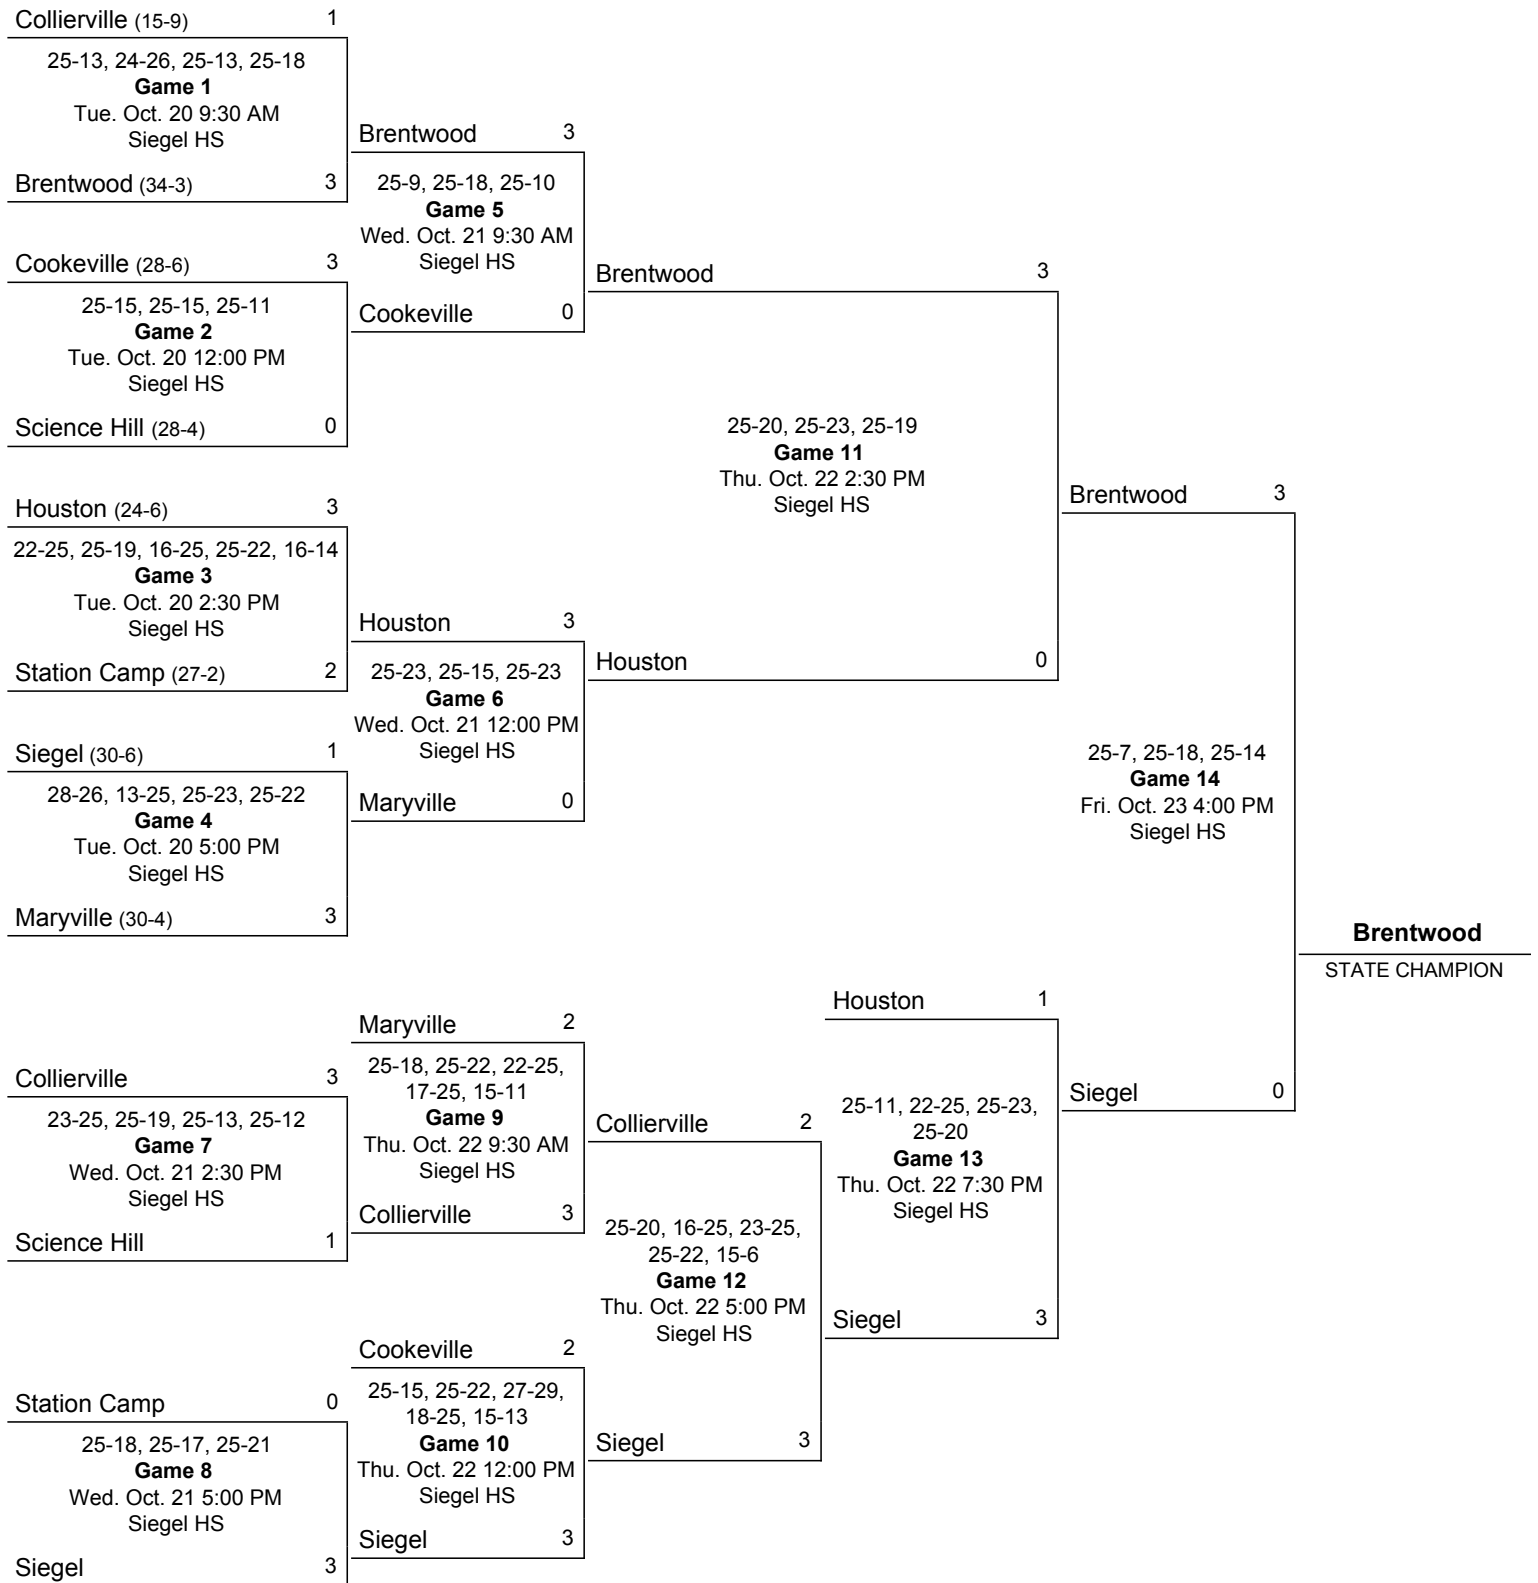 Collierville (15-9) 1
25-13, 24-26, 25-13, 25-18
Game 1
Tue. Oct. 20 9:30 AM
Siegel HS
Brentwood (34-3) 3
Cookeville (28-6) 3
25-15, 25-15, 25-11
Game 2
Tue. Oct. 20 12:00 PM
Siegel HS
Science Hill (28-4) 0
Houston (24-6) 3
22-25, 25-19, 16-25, 25-22, 16-14
Game 3
Tue. Oct. 20 2:30 PM
Siegel HS
Station Camp (27-2) 2
Siegel (30-6) 1
28-26, 13-25, 25-23, 25-22
Game 4
Tue. Oct. 20 5:00 PM
Siegel HS
Maryville (30-4) 3
Brentwood 3
25-9, 25-18, 25-10
Game 5
Wed. Oct. 21 9:30 AM
Siegel HS
Cookeville 0
Houston 3
25-23, 25-15, 25-23
Game 6
Wed. Oct. 21 12:00 PM
Siegel HS
Maryville 0
Brentwood 3
25-20, 25-23, 25-19
Game 11
Thu. Oct. 22 2:30 PM
Siegel HS
Houston 0
Brentwood 3
25-7, 25-18, 25-14
Game 14
Fri. Oct. 23 4:00 PM
Siegel HS
Siegel 0
Brentwood
STATE CHAMPION
Collierville 3
23-25, 25-19, 25-13, 25-12
Game 7
Wed. Oct. 21 2:30 PM
Siegel HS
Science Hill 1
Station Camp 0
25-18, 25-17, 25-21
Game 8
Wed. Oct. 21 5:00 PM
Siegel HS
Siegel 3
Maryville 2
25-18, 25-22, 22-25,
17-25, 15-11
Game 9
Thu. Oct. 22 9:30 AM
Siegel HS
Collierville 3
Cookeville 2
25-15, 25-22, 27-29,
18-25, 15-13
Game 10
Thu. Oct. 22 12:00 PM
Siegel HS
Siegel 3
Collierville 2
25-20, 16-25, 23-25,
25-22, 15-6
Game 12
Thu. Oct. 22 5:00 PM
Siegel HS
Siegel 3
Houston 1
25-11, 22-25, 25-23,
25-20
Game 13
Thu. Oct. 22 7:30 PM
Siegel HS
Siegel 3